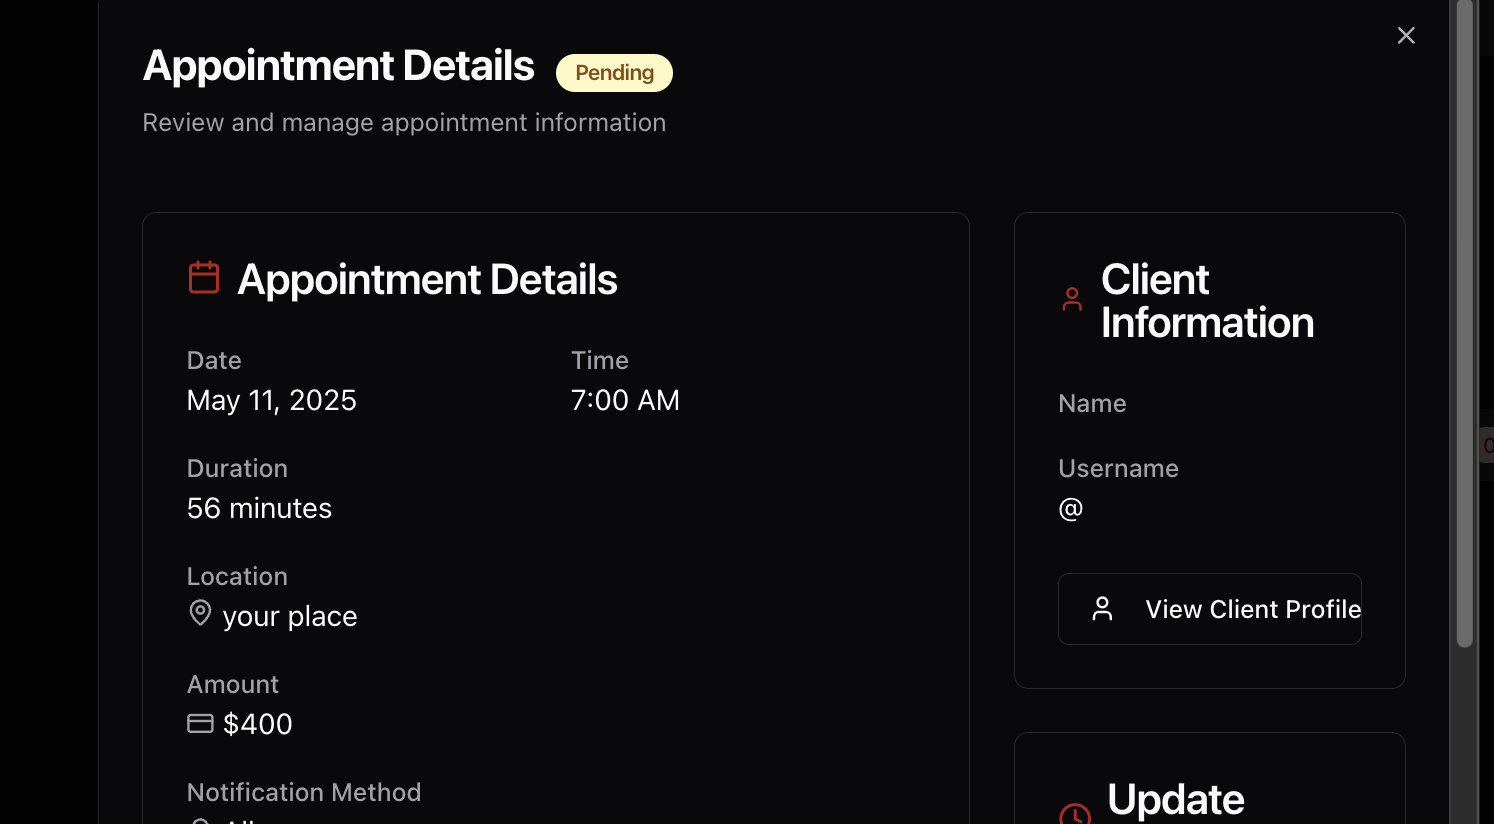 Appointment Details
Pending
Review and manage appointment information
Appointment Details
Date
May 11, 2025
Time
7:00 AM
Duration
56 minutes
Location
your place
Amount
$400
Notification Method
Client
Information
Name
Username
@
View Client Profile
Update